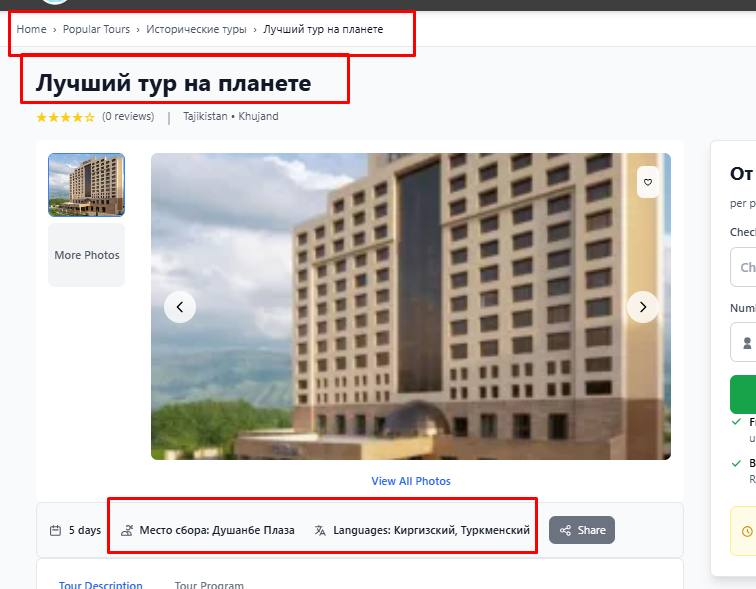 Home › Popular Tours › Исторические туры › Лучший тур на планете
Лучший тур на планете
(0 reviews) | Tajikistan • Khujand
More Photos
View All Photos
5 days Место сбора: Душанбе Плаза Languages: Киргизский, Туркменский Share
Tour Description Tour Program
От
per p
Chec
Ch
Num
F
u
B
R